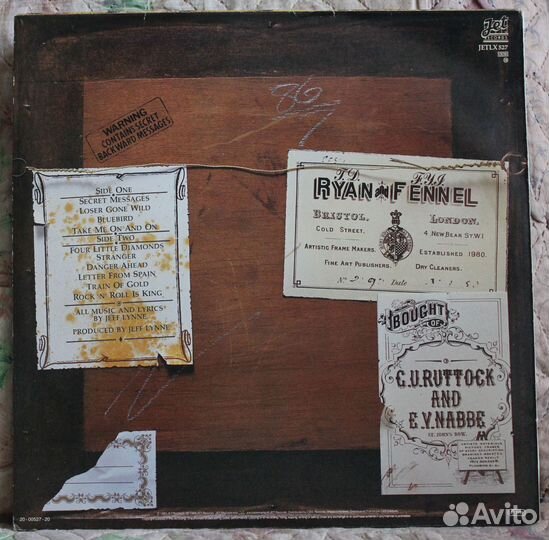 Jet
RECORDS
JETLX 527
WARNING
CONTAINS SECRET
BACKWARD MESSAGES
SIDE ONE
SECRET MESSAGES
LOSER GONE WILD
BLUEBIRD
TAKE ME ON AND ON
SIDE TWO
FOUR LITTLE DIAMONDS
STRANGER
DANGER AHEAD
LETTER FROM SPAIN
TRAIN OF GOLD
ROCK 'N' ROLL IS KING
ALL MUSIC AND LYRICS
BY JEFF LYNNE
PRODUCED BY JEFF LYNNE
T.D. F.Y.I.
RYAN AND FENNEL
BRISTOL, LONDON,
COLD STREET. 4, NEW BEAR ST W1
ARTISTIC FRAME MAKERS. ESTABLISHED 1980.
FINE ART PUBLISHERS. DRY CLEANERS.
No 29 Date
BOUGHT
OF
C.U.RUTTOCK
AND
E.V.NABBE
ST. JOHN'S ROW.
20-00527-20
Avito